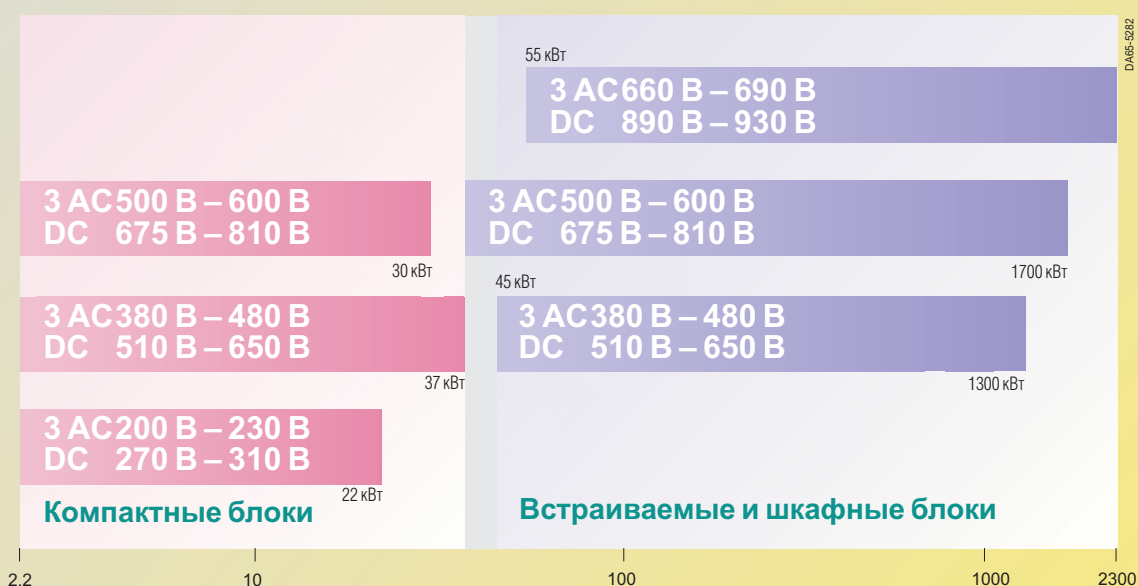 DA65-5282
55 кВт
3 AC 660 В – 690 В
DC 890 В – 930 В
3 AC 500 В – 600 В
DC 675 В – 810 В
30 кВт
3 AC 500 В – 600 В
DC 675 В – 810 В
1700 кВт
3 AC 380 В – 480 В
DC 510 В – 650 В
37 кВт
45 кВт
3 AC 380 В – 480 В
DC 510 В – 650 В
1300 кВт
3 AC 200 В – 230 В
DC 270 В – 310 В
22 кВт
Компактные блоки
Встраиваемые и шкафные блоки
2.2 10 100 1000 2300